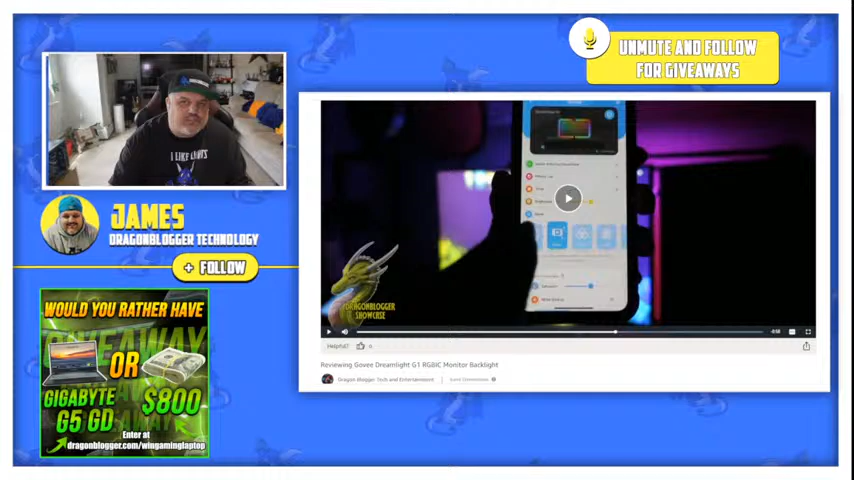 UNMUTE AND FOLLOW
FOR GIVEAWAYS
I LIKE
JAMES
DRAGONBLOGGER TECHNOLOGY
+ FOLLOW
WOULD YOU RATHER HAVE
GIVEAWAY
OR
GIGABYTE
G5 GD
$800
Enter at
dragonblogger.com/wingaminglaptop
DRAGONBLOGGER
SHOWCASE
Helpful?
Reviewing Govee Dreamlight G1 RGBIC Monitor Backlight
Dragon Blogger Tech and Entertainment